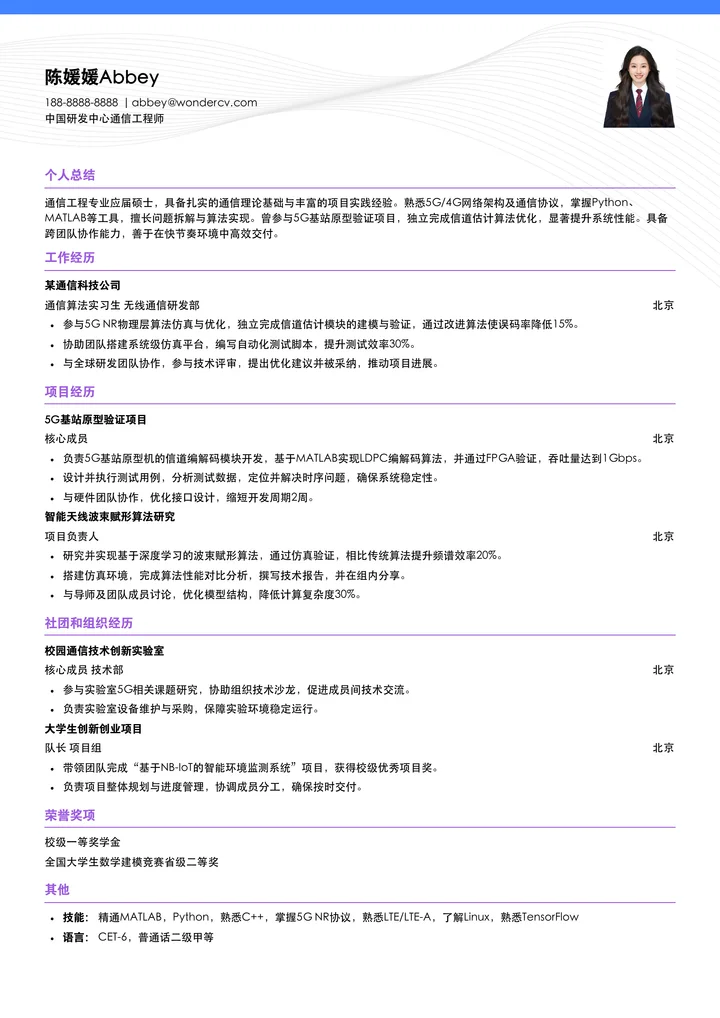 陈媛媛Abbey
188-8888-8888 | abbey@wondercv.com
中国研发中心通信工程师
个人总结
通信工程专业应届硕士，具备扎实的通信理论基础与丰富的项目实践经验。熟悉5G/4G网络架构及通信协议，掌握Python、
MATLAB等工具，擅长问题拆解与算法实现。曾参与5G基站原型验证项目，独立完成信道估计算法优化，显著提升系统性能。具备
跨团队协作能力，善于在快节奏环境中高效交付。
工作经历
某通信科技公司
通信算法实习生 无线通信研发部 北京
• 参与5G NR物理层算法仿真与优化，独立完成信道估计模块的建模与验证，通过改进算法使误码率降低15%。
• 协助团队搭建系统级仿真平台，编写自动化测试脚本，提升测试效率30%。
• 与全球研发团队协作，参与技术评审，提出优化建议并被采纳，推动项目进展。
项目经历
5G基站原型验证项目
核心成员 北京
• 负责5G基站原型机的信道编解码模块开发，基于MATLAB实现LDPC编解码算法，并通过FPGA验证，吞吐量达到1Gbps。
• 设计并执行测试用例，分析测试数据，定位并解决时序问题，确保系统稳定性。
• 与硬件团队协作，优化接口设计，缩短开发周期2周。
智能天线波束赋形算法研究
项目负责人 北京
• 研究并实现基于深度学习的波束赋形算法，通过仿真验证，相比传统算法提升频谱效率20%。
• 搭建仿真环境，完成算法性能对比分析，撰写技术报告，并在组内分享。
• 与导师及团队成员讨论，优化模型结构，降低计算复杂度30%。
社团和组织经历
校园通信技术创新实验室
核心成员 技术部 北京
• 参与实验室5G相关课题研究，协助组织技术沙龙，促进成员间技术交流。
• 负责实验室设备维护与采购，保障实验环境稳定运行。
大学生创新创业项目
队长 项目组 北京
• 带领团队完成“基于NB-IoT的智能环境监测系统”项目，获得校级优秀项目奖。
• 负责项目整体规划与进度管理，协调成员分工，确保按时交付。
荣誉奖项
校级一等奖学金
全国大学生数学建模竞赛省级二等奖
其他
• 技能： 精通MATLAB，Python，熟悉C++，掌握5G NR协议，熟悉LTE/LTE-A，了解Linux，熟悉TensorFlow
• 语言： CET-6，普通话二级甲等